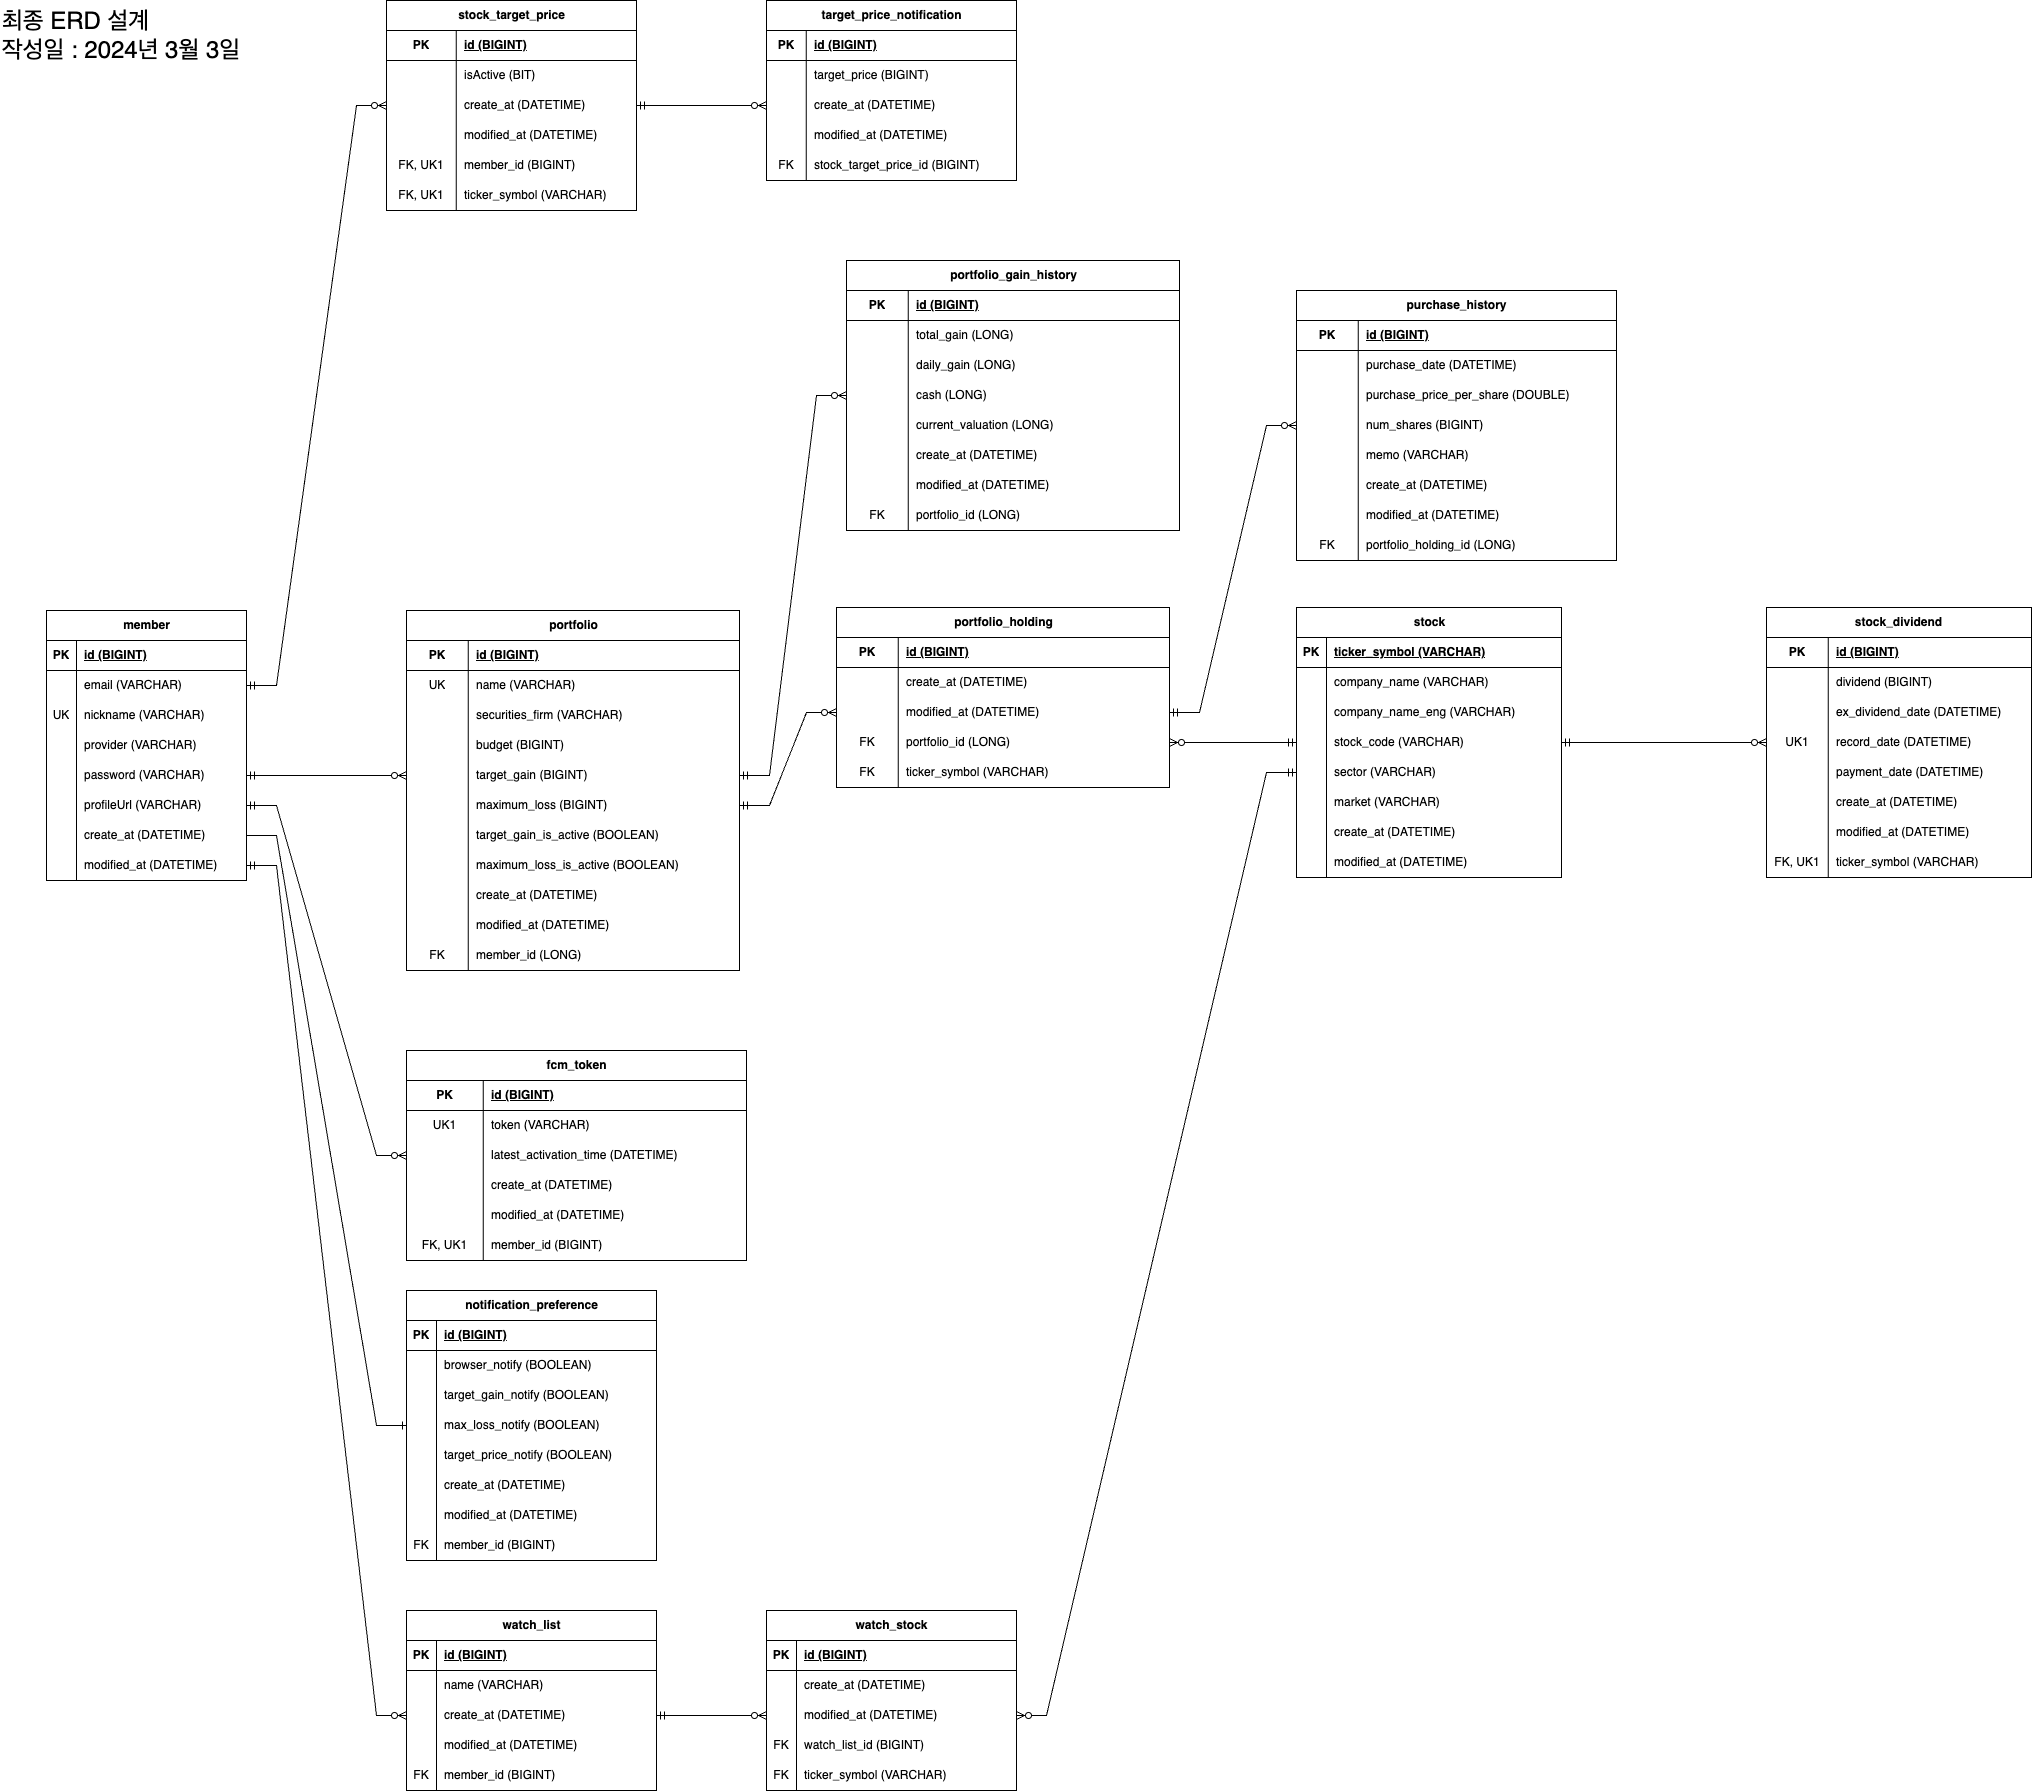 최종 ERD 설계
작성일 : 2024년 3월 3일
stock_target_price
PK id (BIGINT)
isActive (BIT)
create_at (DATETIME)
modified_at (DATETIME)
FK, UK1 member_id (BIGINT)
FK, UK1 ticker_symbol (VARCHAR)
target_price_notification
PK id (BIGINT)
target_price (BIGINT)
create_at (DATETIME)
modified_at (DATETIME)
FK stock_target_price_id (BIGINT)
portfolio_gain_history
PK id (BIGINT)
total_gain (LONG)
daily_gain (LONG)
cash (LONG)
current_valuation (LONG)
create_at (DATETIME)
modified_at (DATETIME)
FK portfolio_id (LONG)
purchase_history
PK id (BIGINT)
purchase_date (DATETIME)
purchase_price_per_share (DOUBLE)
num_shares (BIGINT)
memo (VARCHAR)
create_at (DATETIME)
modified_at (DATETIME)
FK portfolio_holding_id (LONG)
member
PK id (BIGINT)
email (VARCHAR)
UK nickname (VARCHAR)
provider (VARCHAR)
password (VARCHAR)
profileUrl (VARCHAR)
create_at (DATETIME)
modified_at (DATETIME)
portfolio
PK id (BIGINT)
UK name (VARCHAR)
securities_firm (VARCHAR)
budget (BIGINT)
target_gain (BIGINT)
maximum_loss (BIGINT)
target_gain_is_active (BOOLEAN)
maximum_loss_is_active (BOOLEAN)
create_at (DATETIME)
modified_at (DATETIME)
FK member_id (LONG)
portfolio_holding
PK id (BIGINT)
create_at (DATETIME)
modified_at (DATETIME)
FK portfolio_id (LONG)
FK ticker_symbol (VARCHAR)
stock
PK ticker_symbol (VARCHAR)
company_name (VARCHAR)
company_name_eng (VARCHAR)
stock_code (VARCHAR)
sector (VARCHAR)
market (VARCHAR)
create_at (DATETIME)
modified_at (DATETIME)
stock_dividend
PK id (BIGINT)
dividend (BIGINT)
ex_dividend_date (DATETIME)
UK1 record_date (DATETIME)
payment_date (DATETIME)
create_at (DATETIME)
modified_at (DATETIME)
FK, UK1 ticker_symbol (VARCHAR)
fcm_token
PK id (BIGINT)
UK1 token (VARCHAR)
latest_activation_time (DATETIME)
create_at (DATETIME)
modified_at (DATETIME)
FK, UK1 member_id (BIGINT)
notification_preference
PK id (BIGINT)
browser_notify (BOOLEAN)
target_gain_notify (BOOLEAN)
max_loss_notify (BOOLEAN)
target_price_notify (BOOLEAN)
create_at (DATETIME)
modified_at (DATETIME)
FK member_id (BIGINT)
watch_list
PK id (BIGINT)
name (VARCHAR)
create_at (DATETIME)
modified_at (DATETIME)
FK member_id (BIGINT)
watch_stock
PK id (BIGINT)
create_at (DATETIME)
modified_at (DATETIME)
FK watch_list_id (BIGINT)
FK ticker_symbol (VARCHAR)